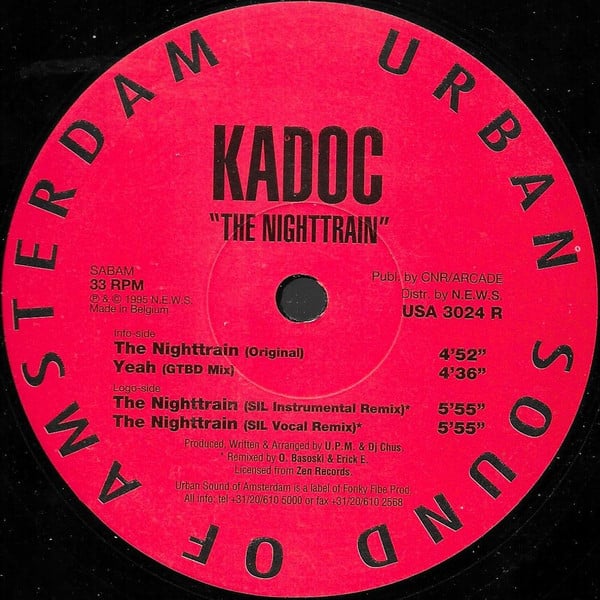 URBAN SOUND OF AMSTERDAM
KADOC
"THE NIGHTTRAIN"
SABAM
33 RPM
℗ & © 1995 N.E.W.S.
Made in Belgium
Publ. by CNR/ARCADE
Distr. by N.E.W.S.
USA 3024 R
Info-side
The Nighttrain (Original) 4'52"
Yeah (GTBD Mix) 4'36"
Logo-side
The Nighttrain (SIL Instrumental Remix)* 5'55"
The Nighttrain (SIL Vocal Remix)* 5'55"
Produced, Written & Arranged by U.P.M. & Dj Chus.
* Remixed by O. Basoski & Erick E.
Licensed from Zen Records.
Urban Sound of Amsterdam is a label of Fonky Fibe Prod.
All info: tel +31/20/610 5000 or fax +31/20/610 2568